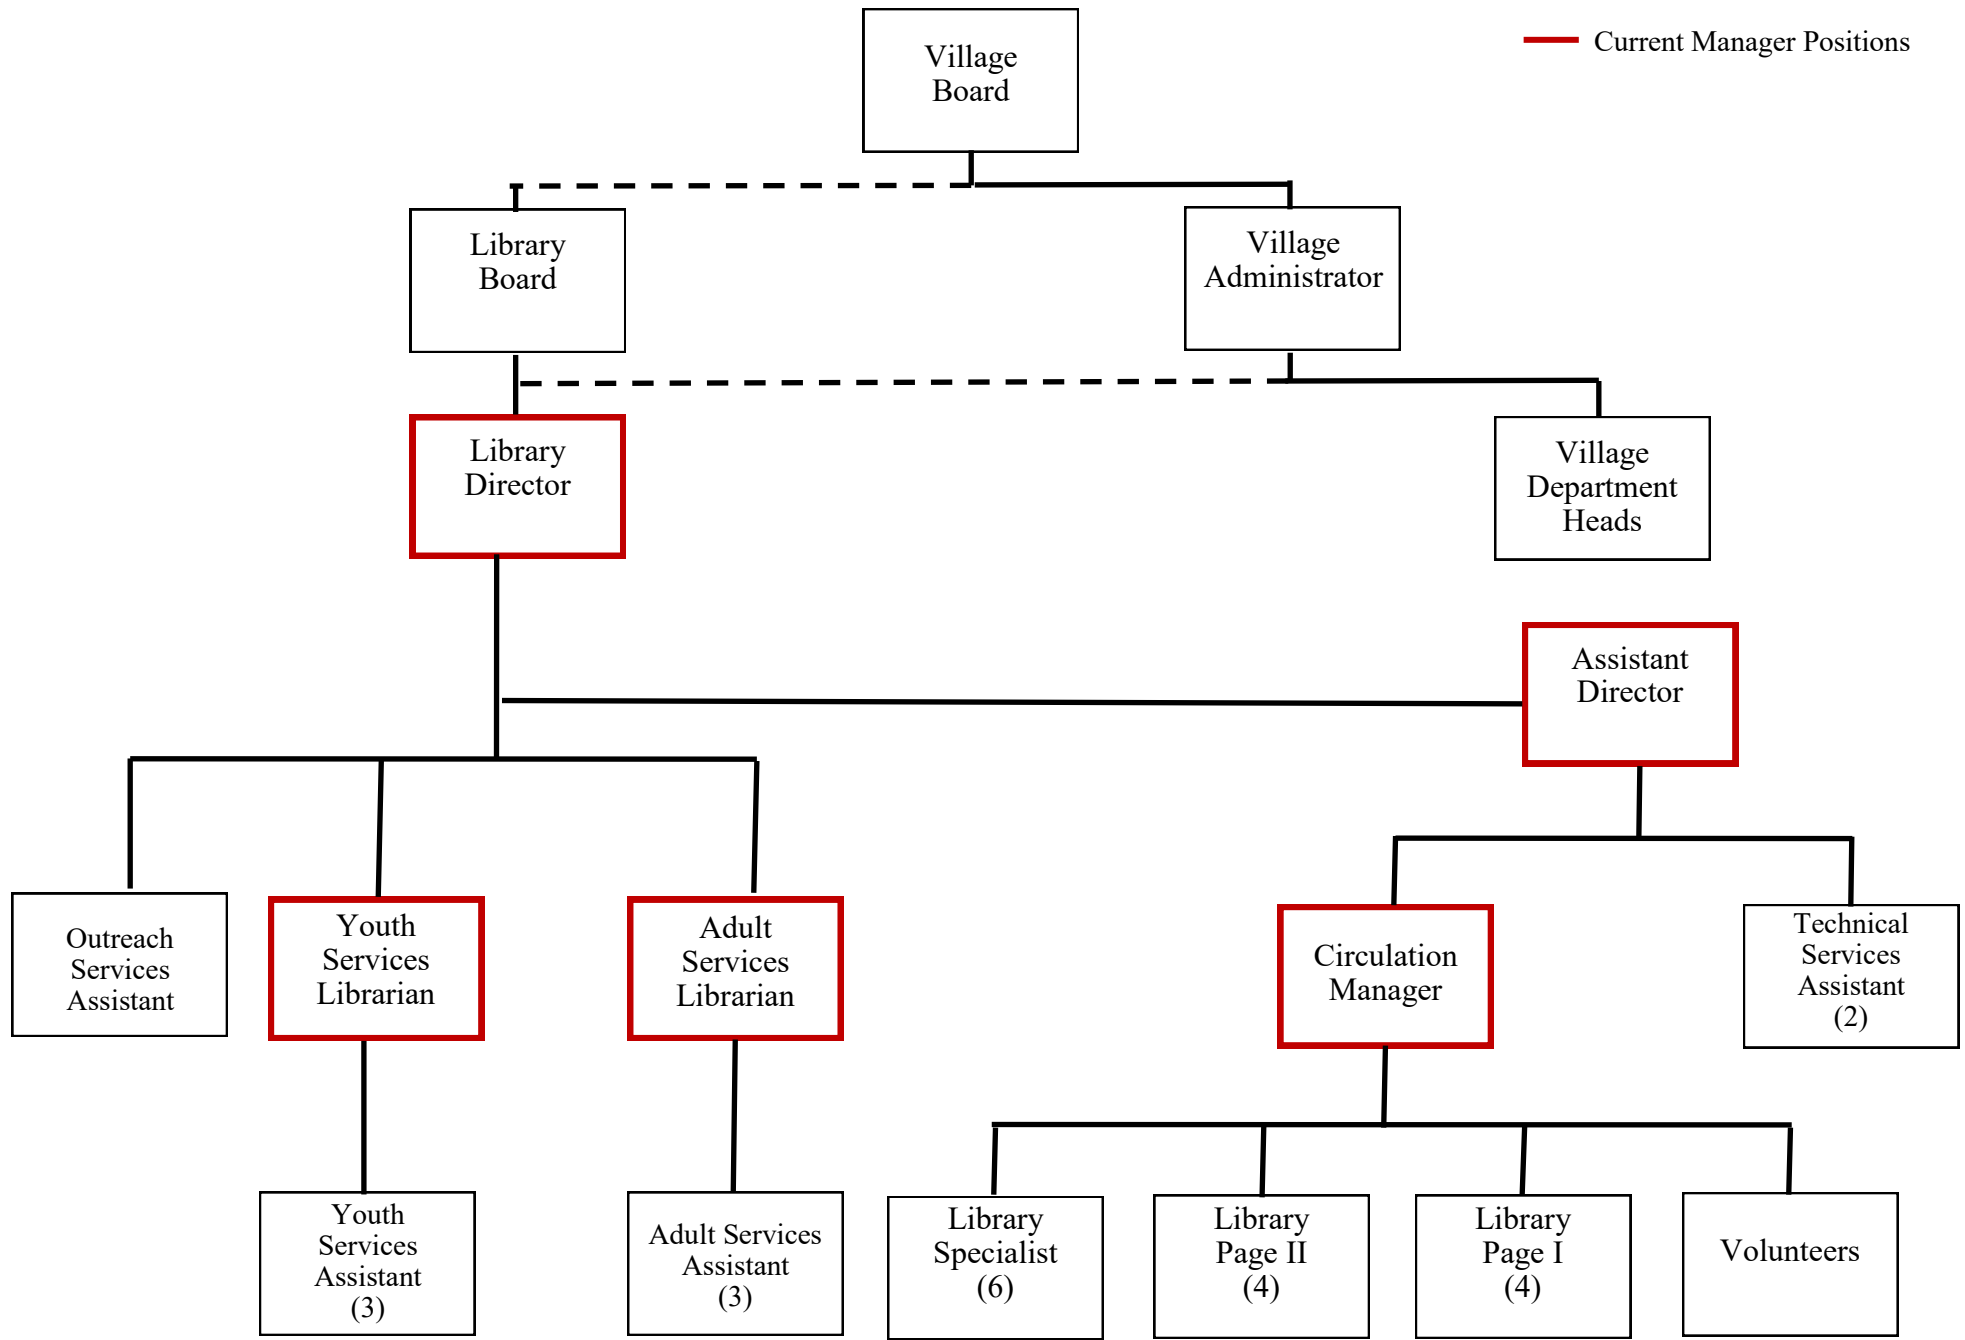 Village
Board
Current Manager Positions
Library
Board
Village
Administrator
Library
Director
Village
Department
Heads
Assistant
Director
Outreach
Services
Assistant
Youth
Services
Librarian
Adult
Services
Librarian
Circulation
Manager
Technical
Services
Assistant
(2)
Youth
Services
Assistant
(3)
Adult Services
Assistant
(3)
Library
Specialist
(6)
Library
Page II
(4)
Library
Page I
(4)
Volunteers